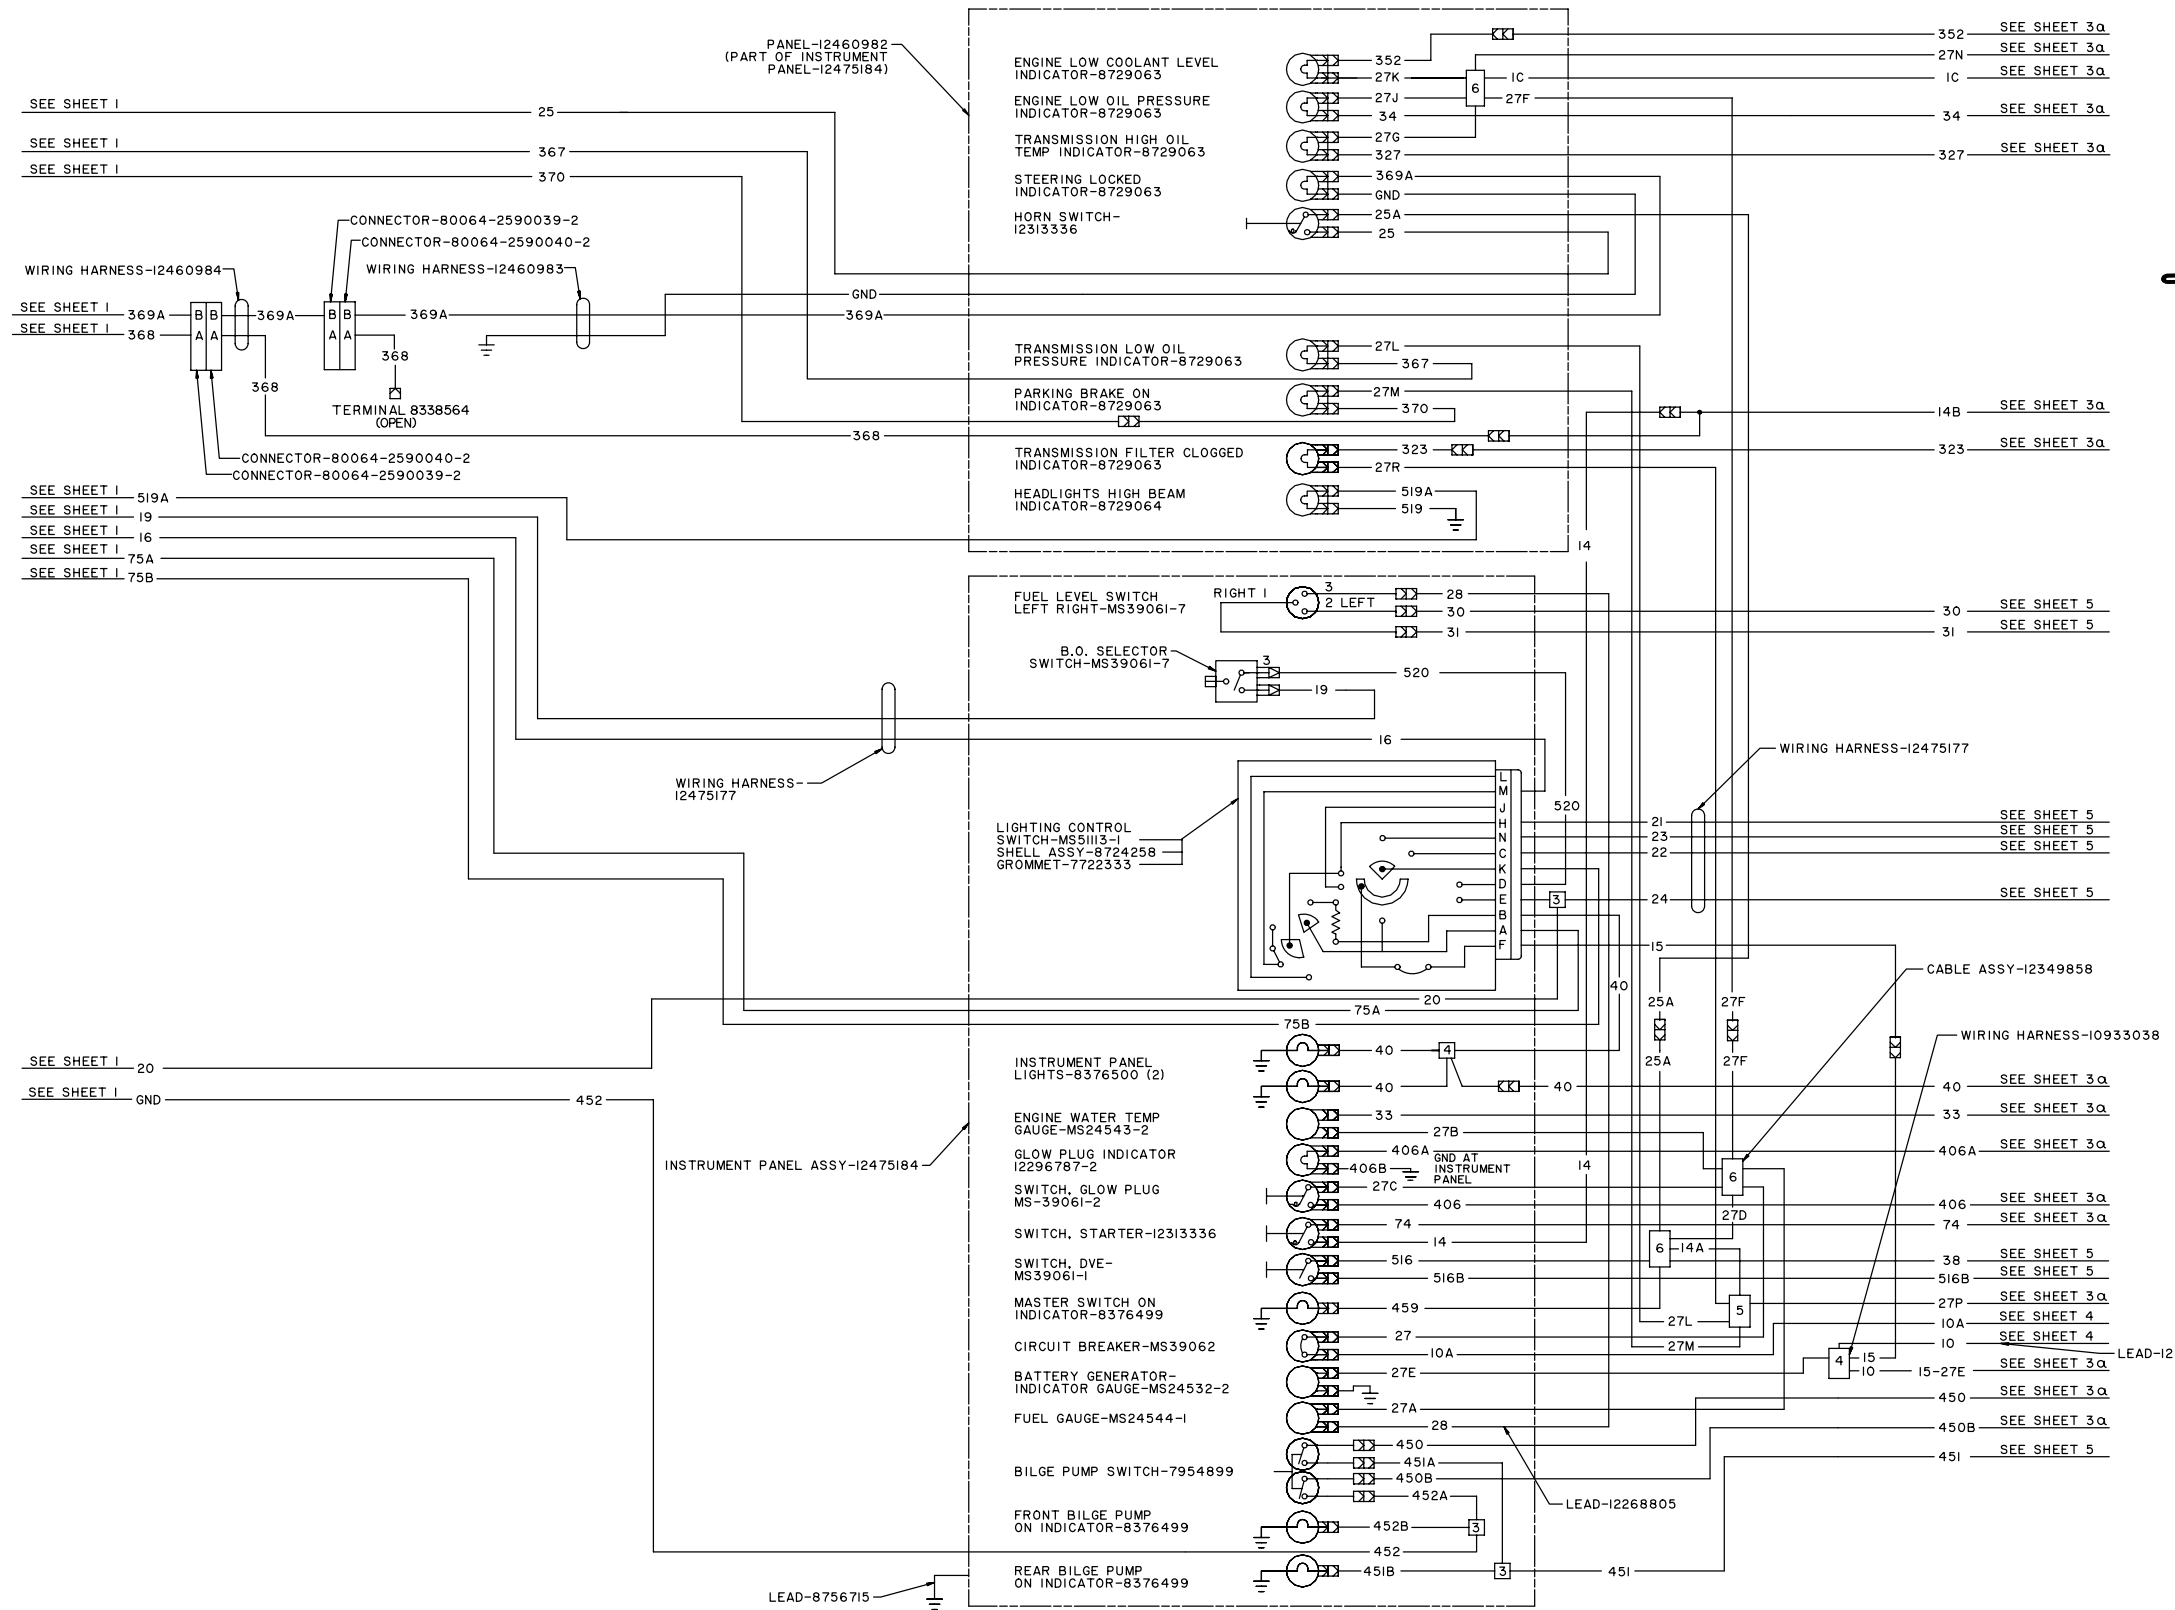 PANEL-12460982
(PART OF INSTRUMENT
PANEL-12475184)
ENGINE LOW COOLANT LEVEL
INDICATOR-8729063
352
27K
6
1C
352 SEE SHEET 3a
27N SEE SHEET 3a
1C SEE SHEET 3a
ENGINE LOW OIL PRESSURE
INDICATOR-8729063
27J
27F
34
34 SEE SHEET 3a
SEE SHEET 1
25
TRANSMISSION HIGH OIL
TEMP INDICATOR-8729063
27G
327
327 SEE SHEET 3a
SEE SHEET 1
367
SEE SHEET 1
370
STEERING LOCKED
INDICATOR-8729063
369A
GND
HORN SWITCH-
12313336
25A
25
CONNECTOR-80064-2590039-2
CONNECTOR-80064-2590040-2
WIRING HARNESS-12460984
WIRING HARNESS-12460983
GND
SEE SHEET 1 369A B B 369A B B 369A 369A
SEE SHEET 1 368 A A A A
368
368
TERMINAL 8338564
(OPEN)
TRANSMISSION LOW OIL
PRESSURE INDICATOR-8729063
27L
367
PARKING BRAKE ON
INDICATOR-8729063
27M
370
14B SEE SHEET 3a
368
TRANSMISSION FILTER CLOGGED
INDICATOR-8729063
323
27R
323 SEE SHEET 3a
CONNECTOR-80064-2590040-2
CONNECTOR-80064-2590039-2
HEADLIGHTS HIGH BEAM
INDICATOR-8729064
519A
519
14
SEE SHEET 1 519A
SEE SHEET 1 19
SEE SHEET 1 16
SEE SHEET 1 75A
SEE SHEET 1 75B
FUEL LEVEL SWITCH
LEFT RIGHT-MS39061-7
RIGHT 1
3
2 LEFT
28
30
31
30 SEE SHEET 5
31 SEE SHEET 5
B.O. SELECTOR
SWITCH-MS39061-7
3
520
19
16
WIRING HARNESS-
12475177
WIRING HARNESS-12475177
LIGHTING CONTROL
SWITCH-MS51113-1
SHELL ASSY-8724258
GROMMET-7722333
L
M
J
H
N
C
K
D
E
B
A
F
520
21 SEE SHEET 5
23 SEE SHEET 5
22 SEE SHEET 5
3
24 SEE SHEET 5
15
40
CABLE ASSY-12349858
20
75A
75B
25A
27F
25A
27F
WIRING HARNESS-10933038
SEE SHEET 1 20
SEE SHEET 1 GND 452
INSTRUMENT PANEL
LIGHTS-8376500 (2)
40
4
40
40
40 SEE SHEET 3a
ENGINE WATER TEMP
GAUGE-MS24543-2
33
27B
33 SEE SHEET 3a
INSTRUMENT PANEL ASSY-12475184
GLOW PLUG INDICATOR
12296787-2
406A
406B
GND AT
INSTRUMENT
PANEL
14
406A SEE SHEET 3a
SWITCH, GLOW PLUG
MS-39061-2
27C
6
406
406 SEE SHEET 3a
27D
SWITCH, STARTER-12313336
74
14
74 SEE SHEET 3a
6
14A
SWITCH, DVE-
MS39061-1
516
516B
38 SEE SHEET 5
516B SEE SHEET 5
MASTER SWITCH ON
INDICATOR-8376499
459
5
27P SEE SHEET 3a
27L
10A SEE SHEET 4
CIRCUIT BREAKER-MS39062
27
10A
27M
10 SEE SHEET 4
LEAD-12
4
15
10
15-27E SEE SHEET 3a
BATTERY GENERATOR-
INDICATOR GAUGE-MS24532-2
27E
450 SEE SHEET 3a
FUEL GAUGE-MS24544-1
27A
28
450B SEE SHEET 3a
BILGE PUMP SWITCH-7954899
450
451A
450B
452A
451 SEE SHEET 5
LEAD-12268805
FRONT BILGE PUMP
ON INDICATOR-8376499
452B
3
452
REAR BILGE PUMP
ON INDICATOR-8376499
451B
3
451
LEAD-8756715